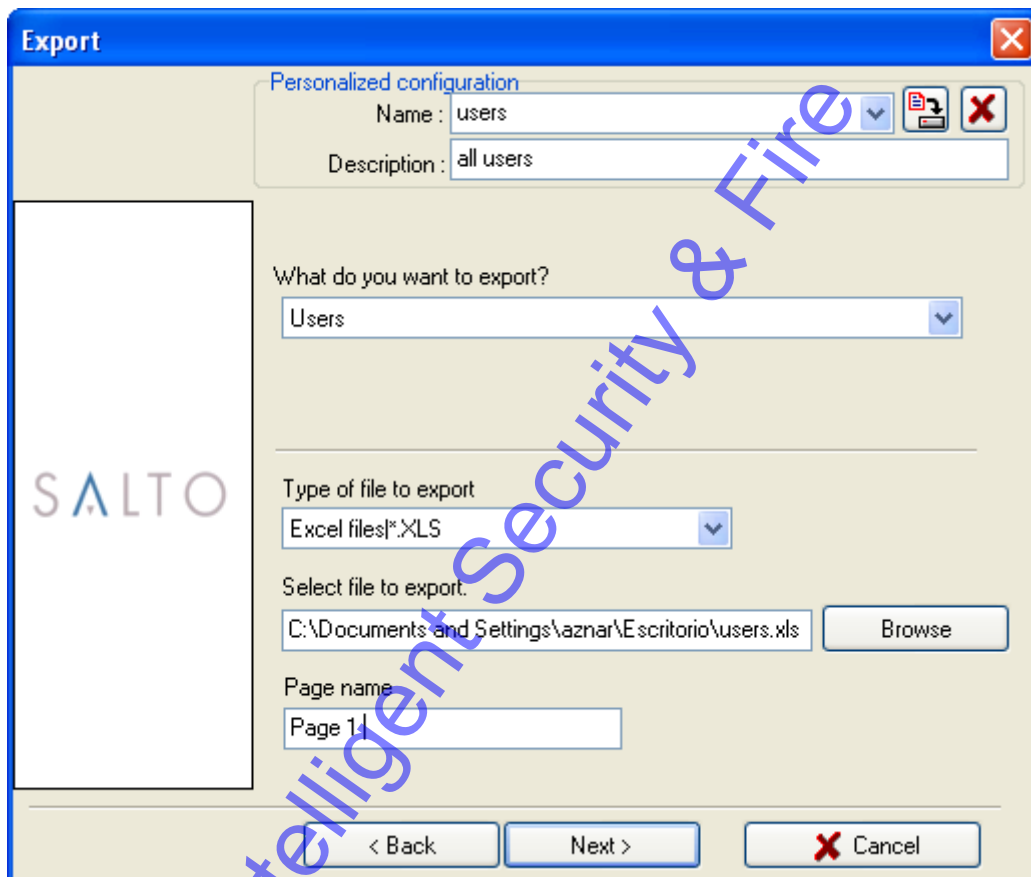 Export
Personalized configuration
Name : users
Description : all users
What do you want to export?
Users
SALTO
Type of file to export
Excel files|*.XLS
Select file to export.
C:\Documents and Settings\aznar\Escritorio\users.xls Browse
Page name
Page 1
< Back Next > Cancel
telligent Security & Fire